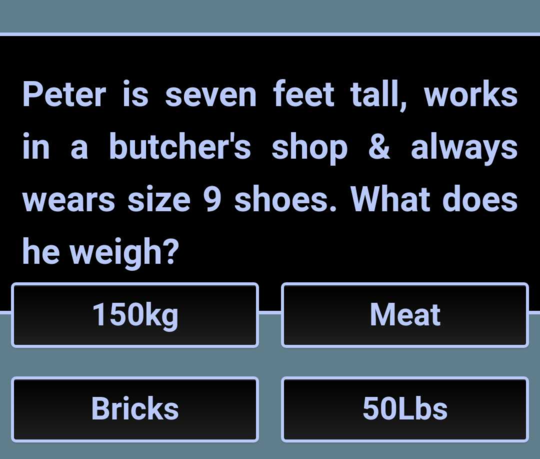 Peter is seven feet tall, works
in a butcher's shop & always
wears size 9 shoes. What does
he weigh?
150kg
Meat
Bricks
50Lbs